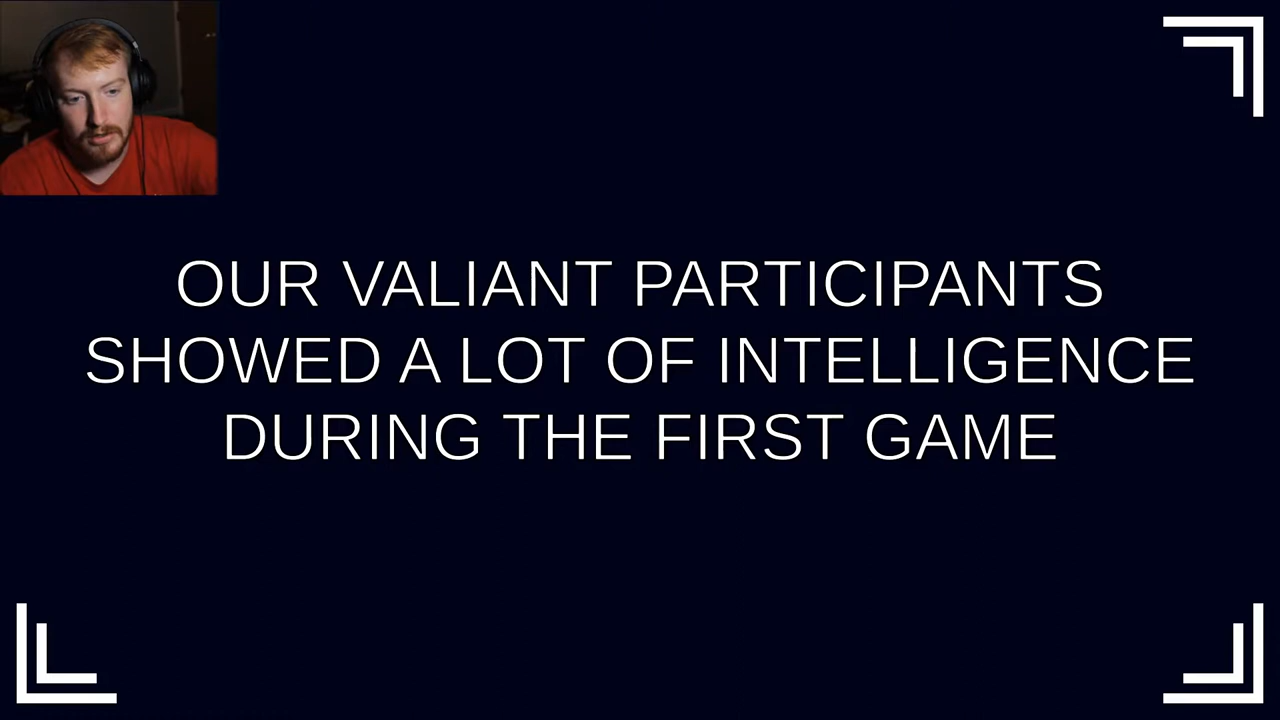 OUR VALIANT PARTICIPANTS
SHOWED A LOT OF INTELLIGENCE
DURING THE FIRST GAME